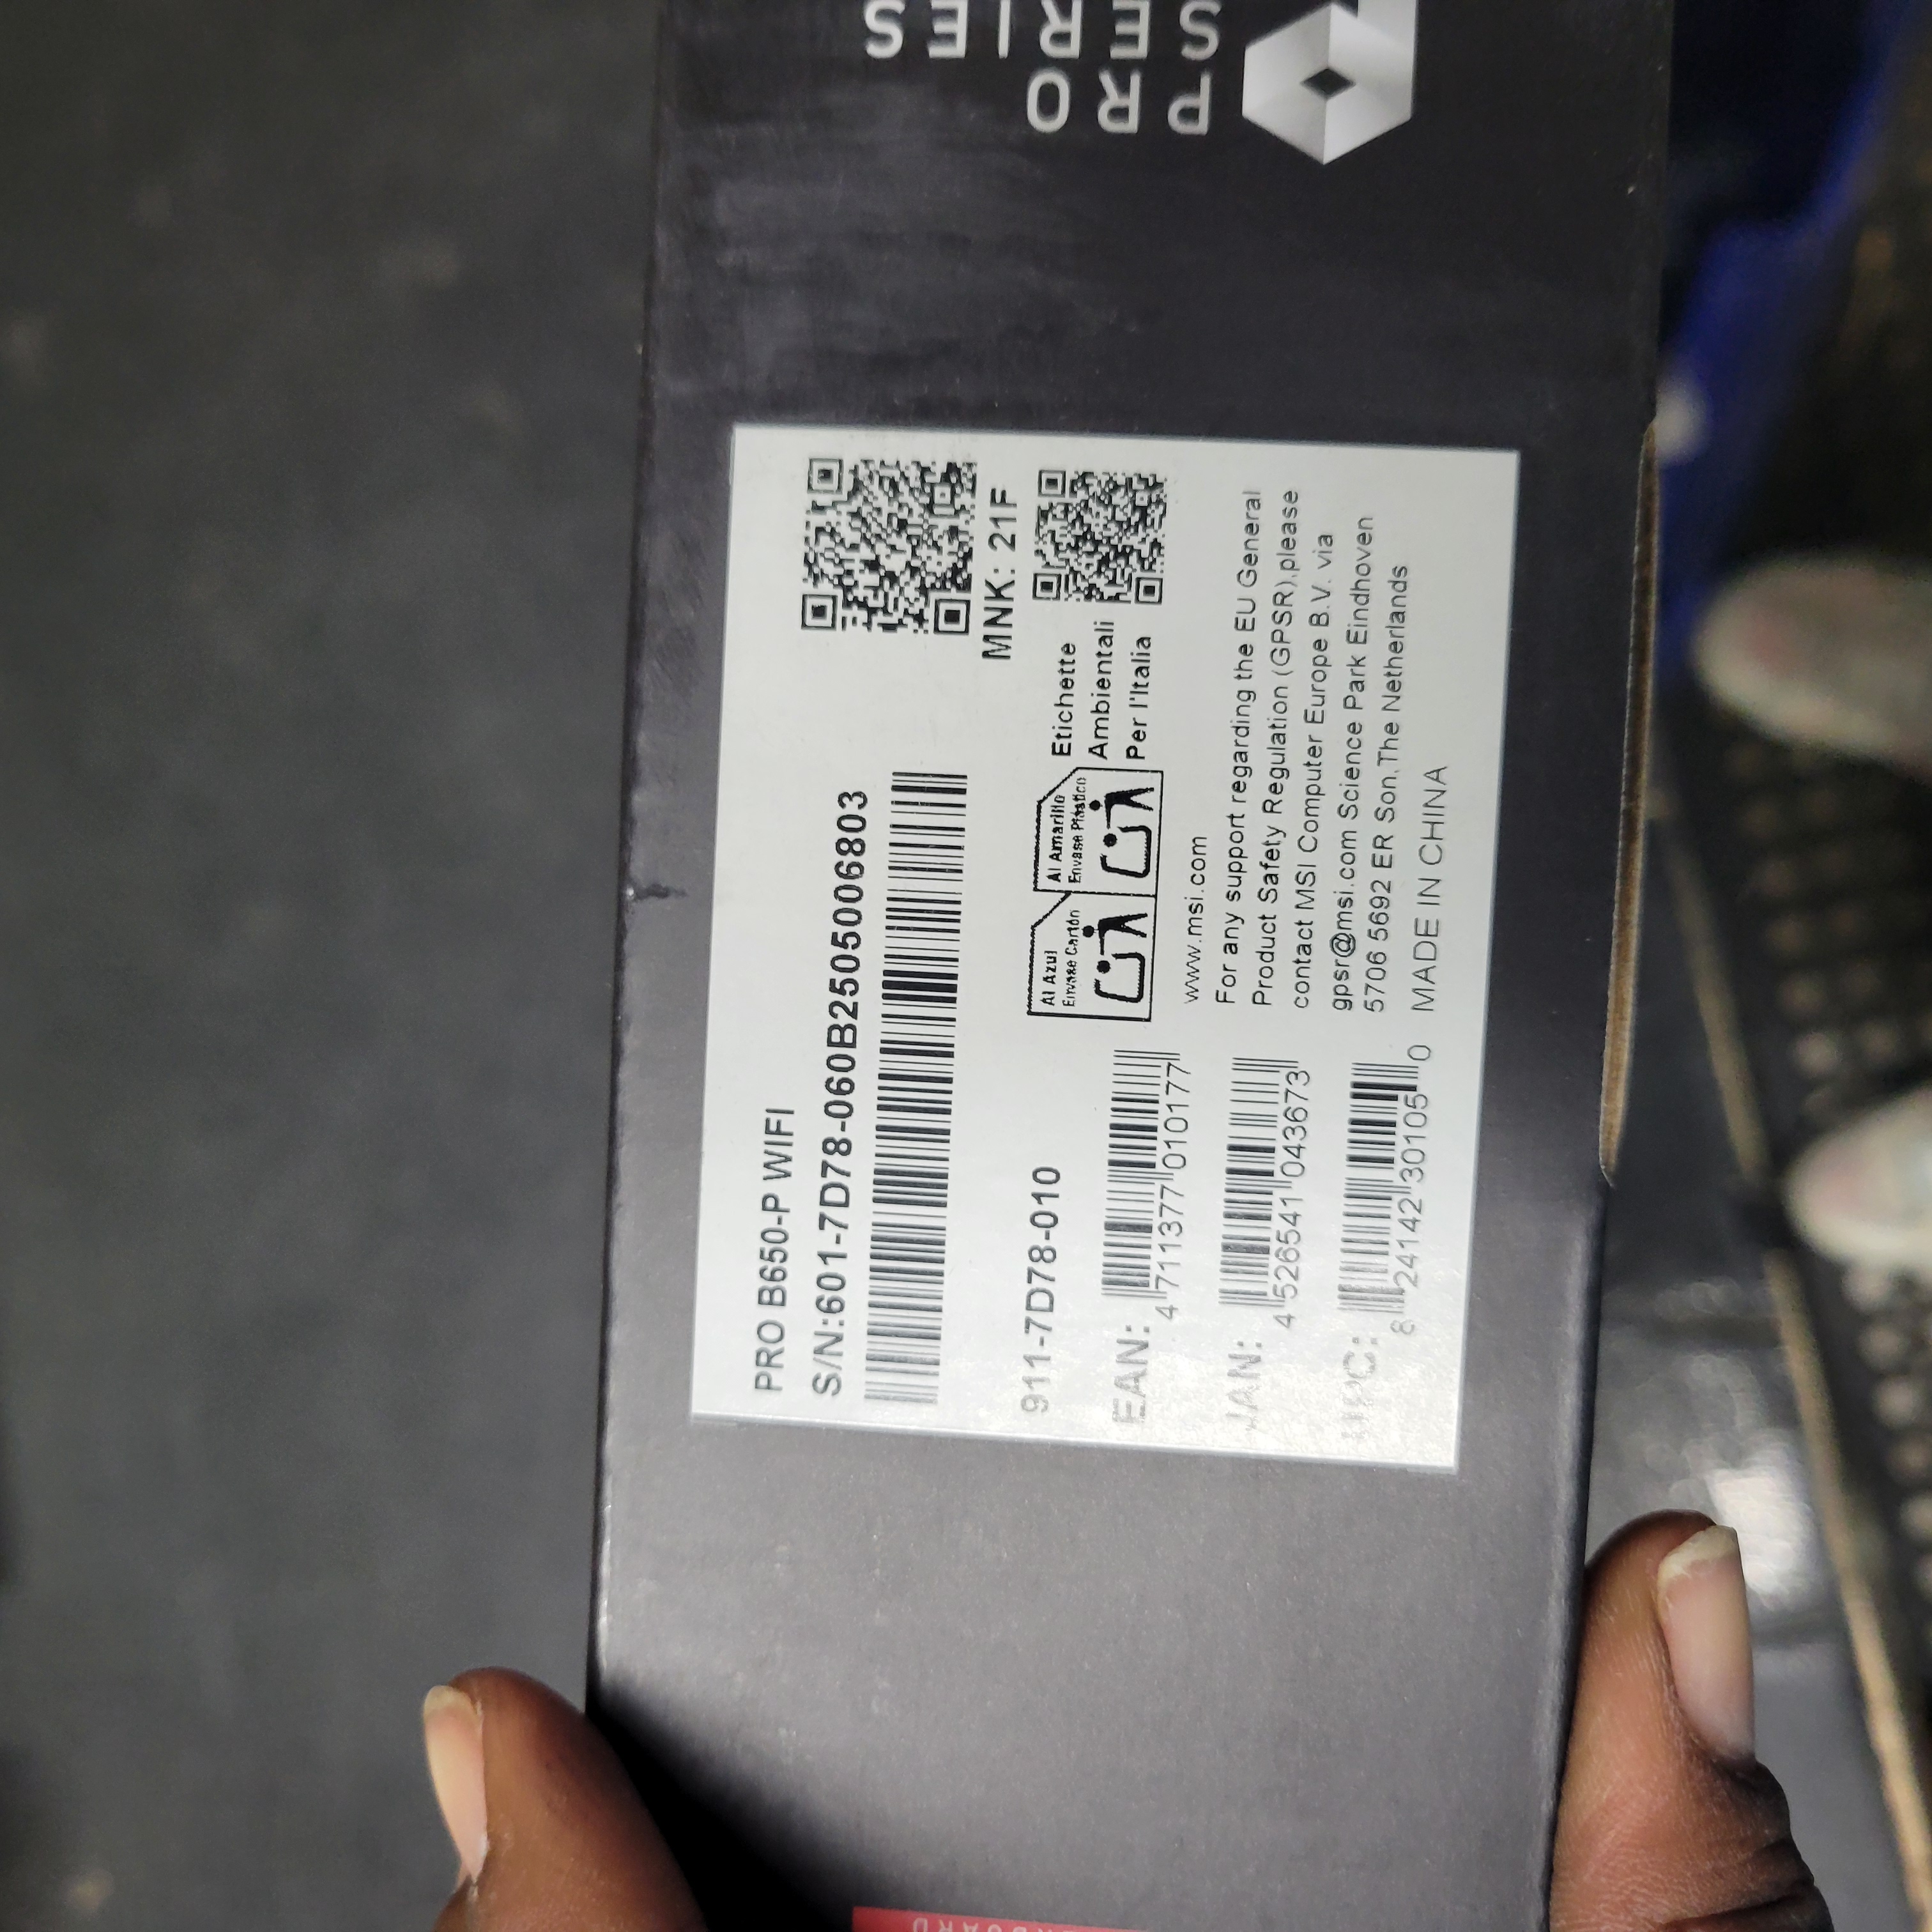 PRO
SERIES
PRO B650-P WIFI
S/N:601-7D78-060B2505006803
MNK: 21F
911-7D78-010
Al Azul
Envase Cartón
Al Amarillo
Envase Plástico
Etichette
Ambientali
Per l'Italia
EAN:
4 711377 010177
JAN:
4 526541 043673
UPC:
8 24142 30105 0
www.msi.com
For any support regarding the EU General
Product Safety Regulation (GPSR),please
contact MSI Computer Europe B.V. via
gpsr@msi.com Science Park Eindhoven
5706 5692 ER Son,The Netherlands
MADE IN CHINA